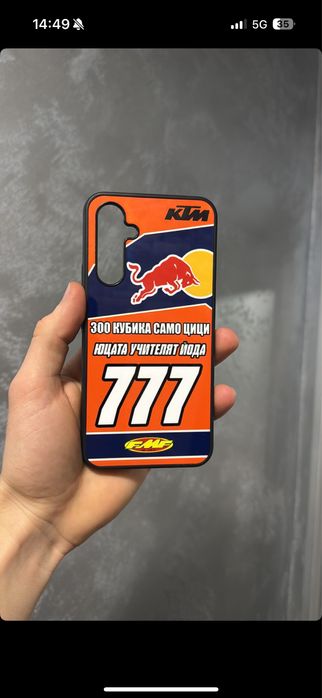 14:49
5G
35
KTM
300 КУБИКА САМО ЦИЦИ
ЮЦАТА УЧИТЕЛЯТ ЙОДА
777
FMF